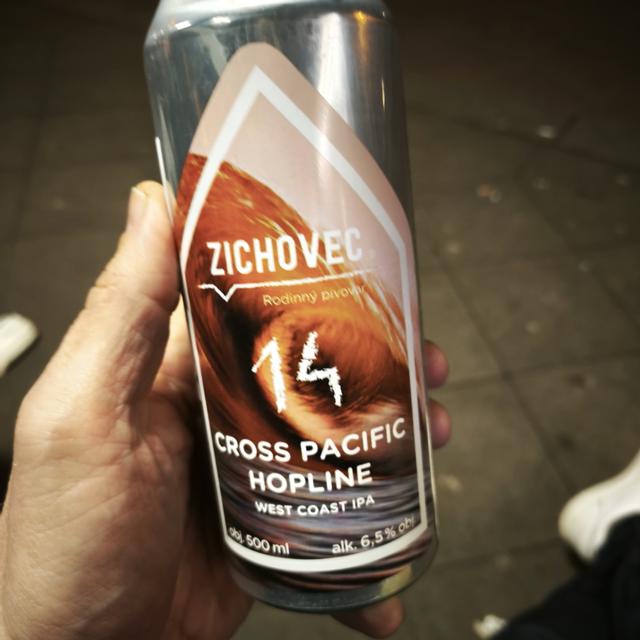 ZICHOVEC
Rodinný pivovar
14
CROSS PACIFIC
HOPLINE
WEST COAST IPA
obj. 500 ml alk. 6,5% obj.